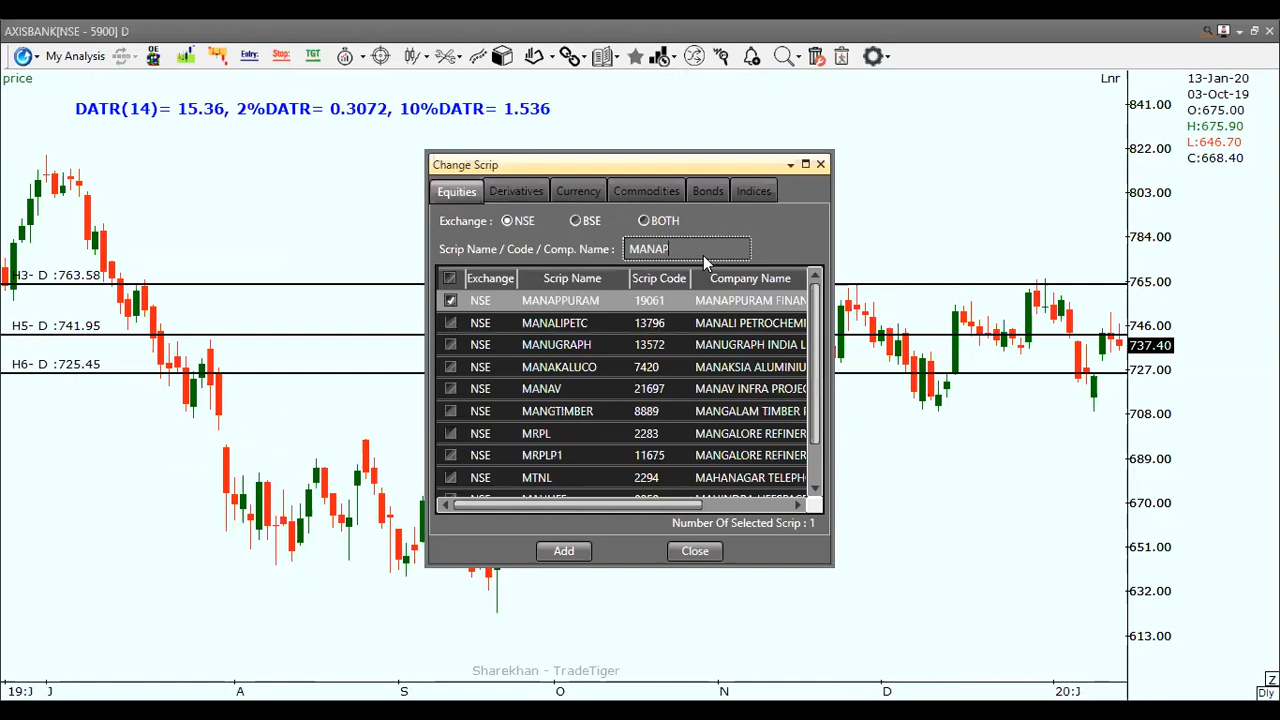 AXISBANK[NSE - 5900] D
My Analysis
OE
Entry:
Stop:
TGT
price
Lnr
13-Jan-20
03-Oct-19
O:675.00
H:675.90
L:646.70
C:668.40
DATR(14)= 15.36, 2%DATR= 0.3072, 10%DATR= 1.536
841.00
822.00
803.00
784.00
765.00
746.00
737.40
727.00
708.00
689.00
670.00
651.00
632.00
613.00
H3- D :763.58
H5- D :741.95
H6- D :725.45
Change Scrip
Equities Derivatives Currency Commodities Bonds Indices
Exchange : NSE BSE BOTH
Scrip Name / Code / Comp. Name : MANAP
Exchange Scrip Name Scrip Code Company Name
NSE MANAPPURAM 19061 MANAPPURAM FINAN
NSE MANALIPETC 13796 MANALI PETROCHEMI
NSE MANUGRAPH 13572 MANUGRAPH INDIA L
NSE MANAKALUCO 7420 MANAKSIA ALUMINIU
NSE MANAV 21697 MANAV INFRA PROJEC
NSE MANGTIMBER 8889 MANGALAM TIMBER P
NSE MRPL 2283 MANGALORE REFINER
NSE MRPLP1 11675 MANGALORE REFINER
NSE MTNL 2294 MAHANAGAR TELEPH
Number Of Selected Scrip : 1
Add Close
Sharekhan - TradeTiger
19:J J A S O N D 20:J
Z
Dly